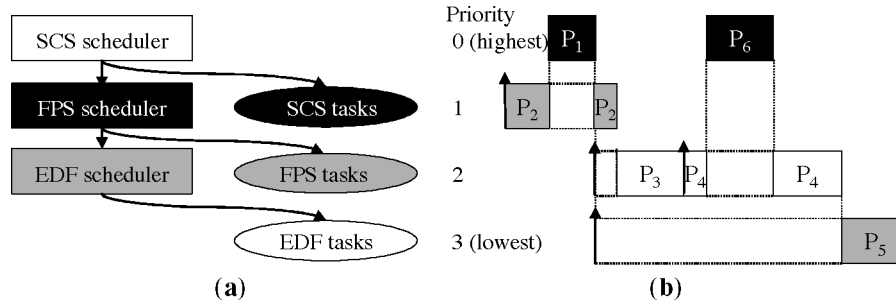 SCS scheduler
FPS scheduler
SCS tasks
EDF scheduler
FPS tasks
EDF tasks
(a)
Priority
0 (highest)
P1
P6
1
P2
P2
2
P3
P4
P4
3 (lowest)
P5
(b)